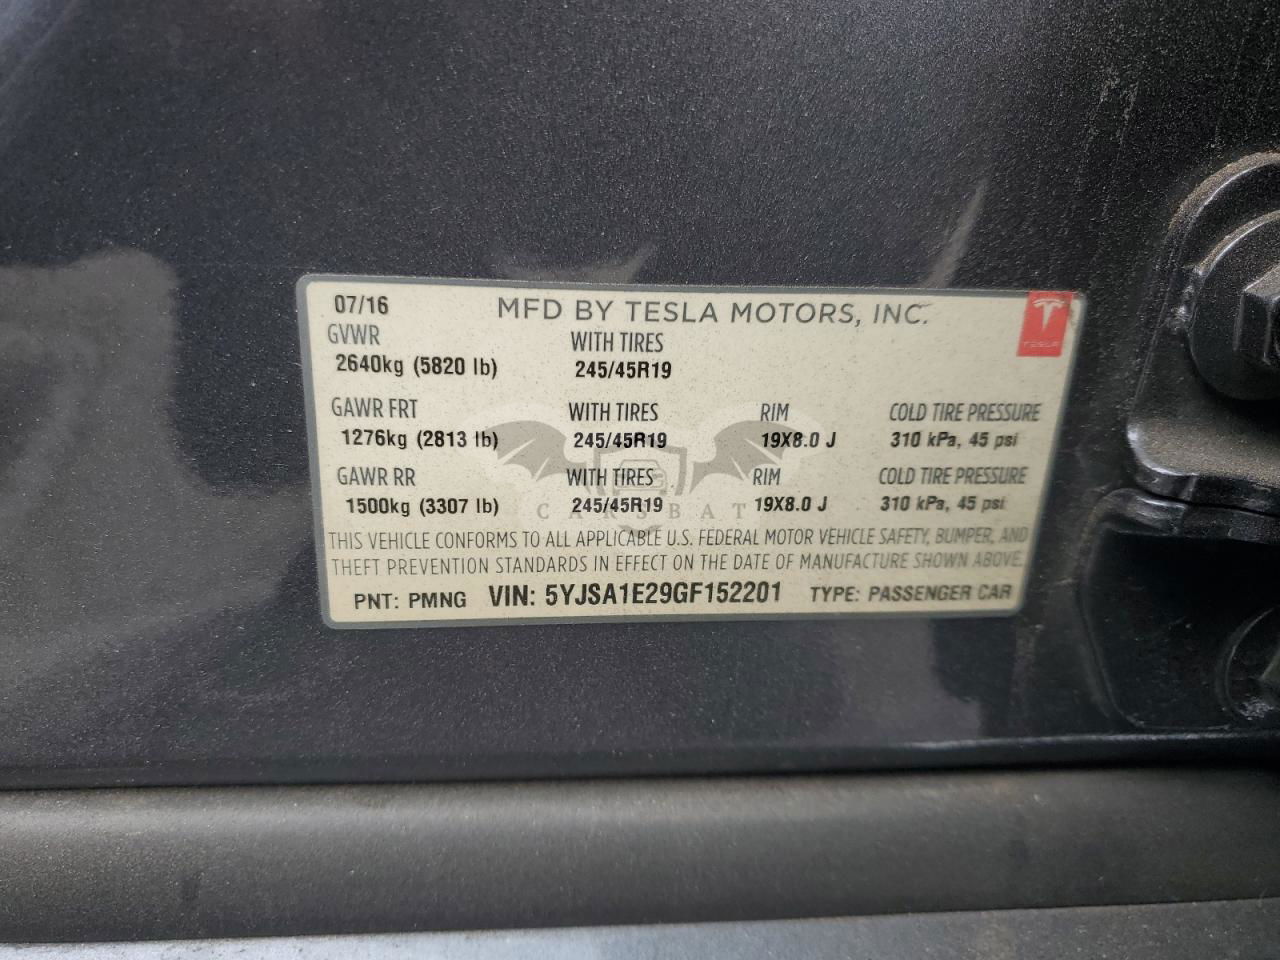 07/16 MFD BY TESLA MOTORS, INC.
TESLA
GVWR WITH TIRES
2640kg (5820 lb) 245/45R19
GAWR FRT WITH TIRES RIM COLD TIRE PRESSURE
1276kg (2813 lb) 245/45R19 19X8.0 J 310 kPa, 45 psi
GAWR RR WITH TIRES RIM COLD TIRE PRESSURE
1500kg (3307 lb) 245/45R19 19X8.0 J 310 kPa, 45 psi
CARSBAT
THIS VEHICLE CONFORMS TO ALL APPLICABLE U.S. FEDERAL MOTOR VEHICLE SAFETY, BUMPER, AND
THEFT PREVENTION STANDARDS IN EFFECT ON THE DATE OF MANUFACTURE SHOWN ABOVE.
PNT: PMNG VIN: 5YJSA1E29GF152201 TYPE: PASSENGER CAR